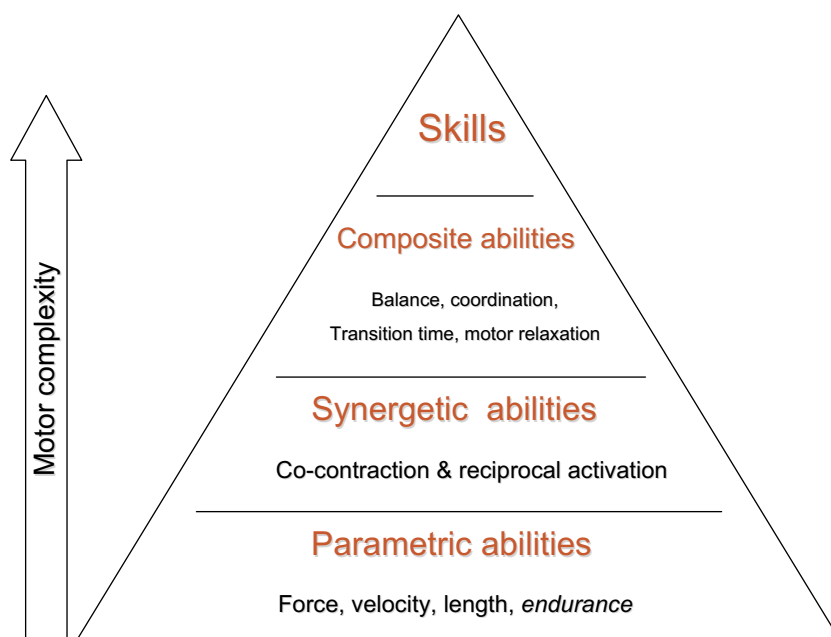 Skills
Composite abilities
Balance, coordination,
Transition time, motor relaxation
Synergetic abilities
Co-contraction & reciprocal activation
Parametric abilities
Force, velocity, length, endurance
Motor complexity